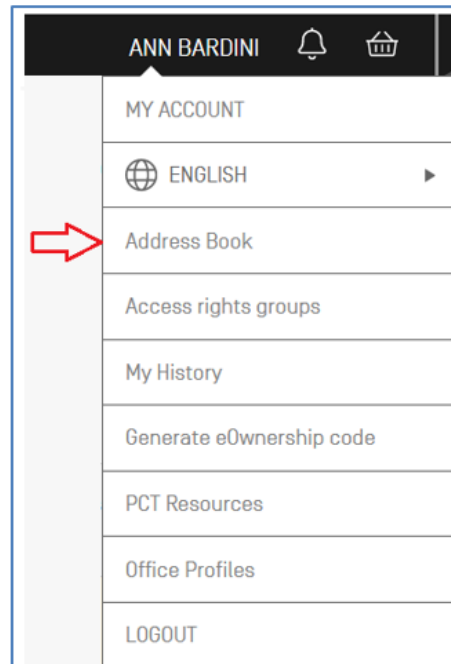 ANN BARDINI
MY ACCOUNT
ENGLISH
Address Book
Access rights groups
My History
Generate eOwnership code
PCT Resources
Office Profiles
LOGOUT